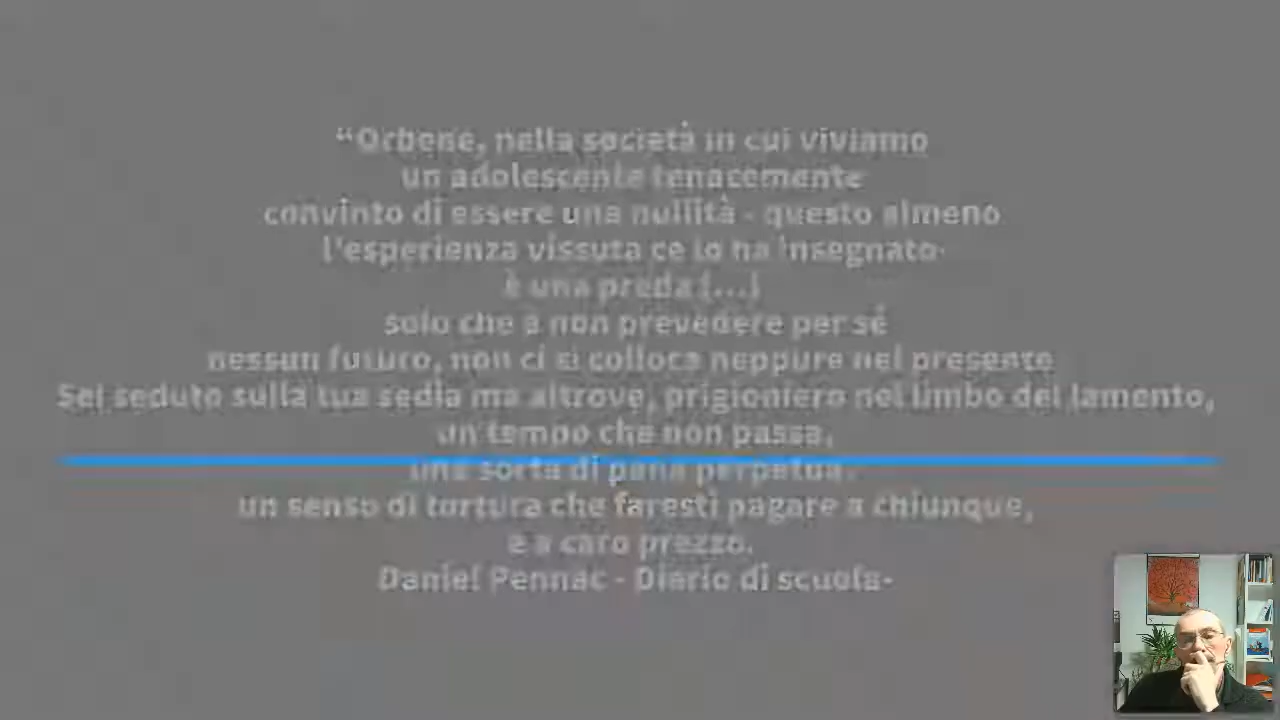 “Orbene, nella società in cui viviamo
un adolescente tenacemente
convinto di essere una nullità - questo almeno
l'esperienza vissuta ce lo ha insegnato-
è una preda (...)
solo che a non prevedere per sé
nessun futuro, non ci si colloca neppure nel presente
Sei seduto sulla tua sedia ma altrove, prigioniero nel limbo del lamento,
un tempo che non passa,
una sorta di pena perpetua,
un senso di tortura che faresti pagare a chiunque,
e a caro prezzo.
Daniel Pennac - Diario di scuola-